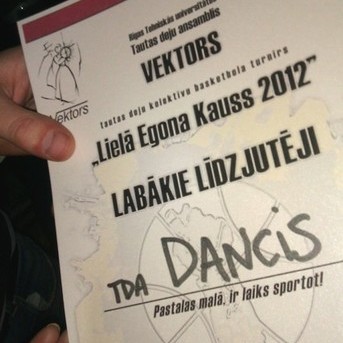 Rīgas Tehniskās universitātes
Tautas deju ansamblis
VEKTORS
Vektors
tautas deju kolektīvu basketbola turnīrs
„Lielā Egona Kauss 2012”
LABĀKIE LĪDZJUTĒJI
TDA DANCIS
Pastalas malā, ir laiks sportot!